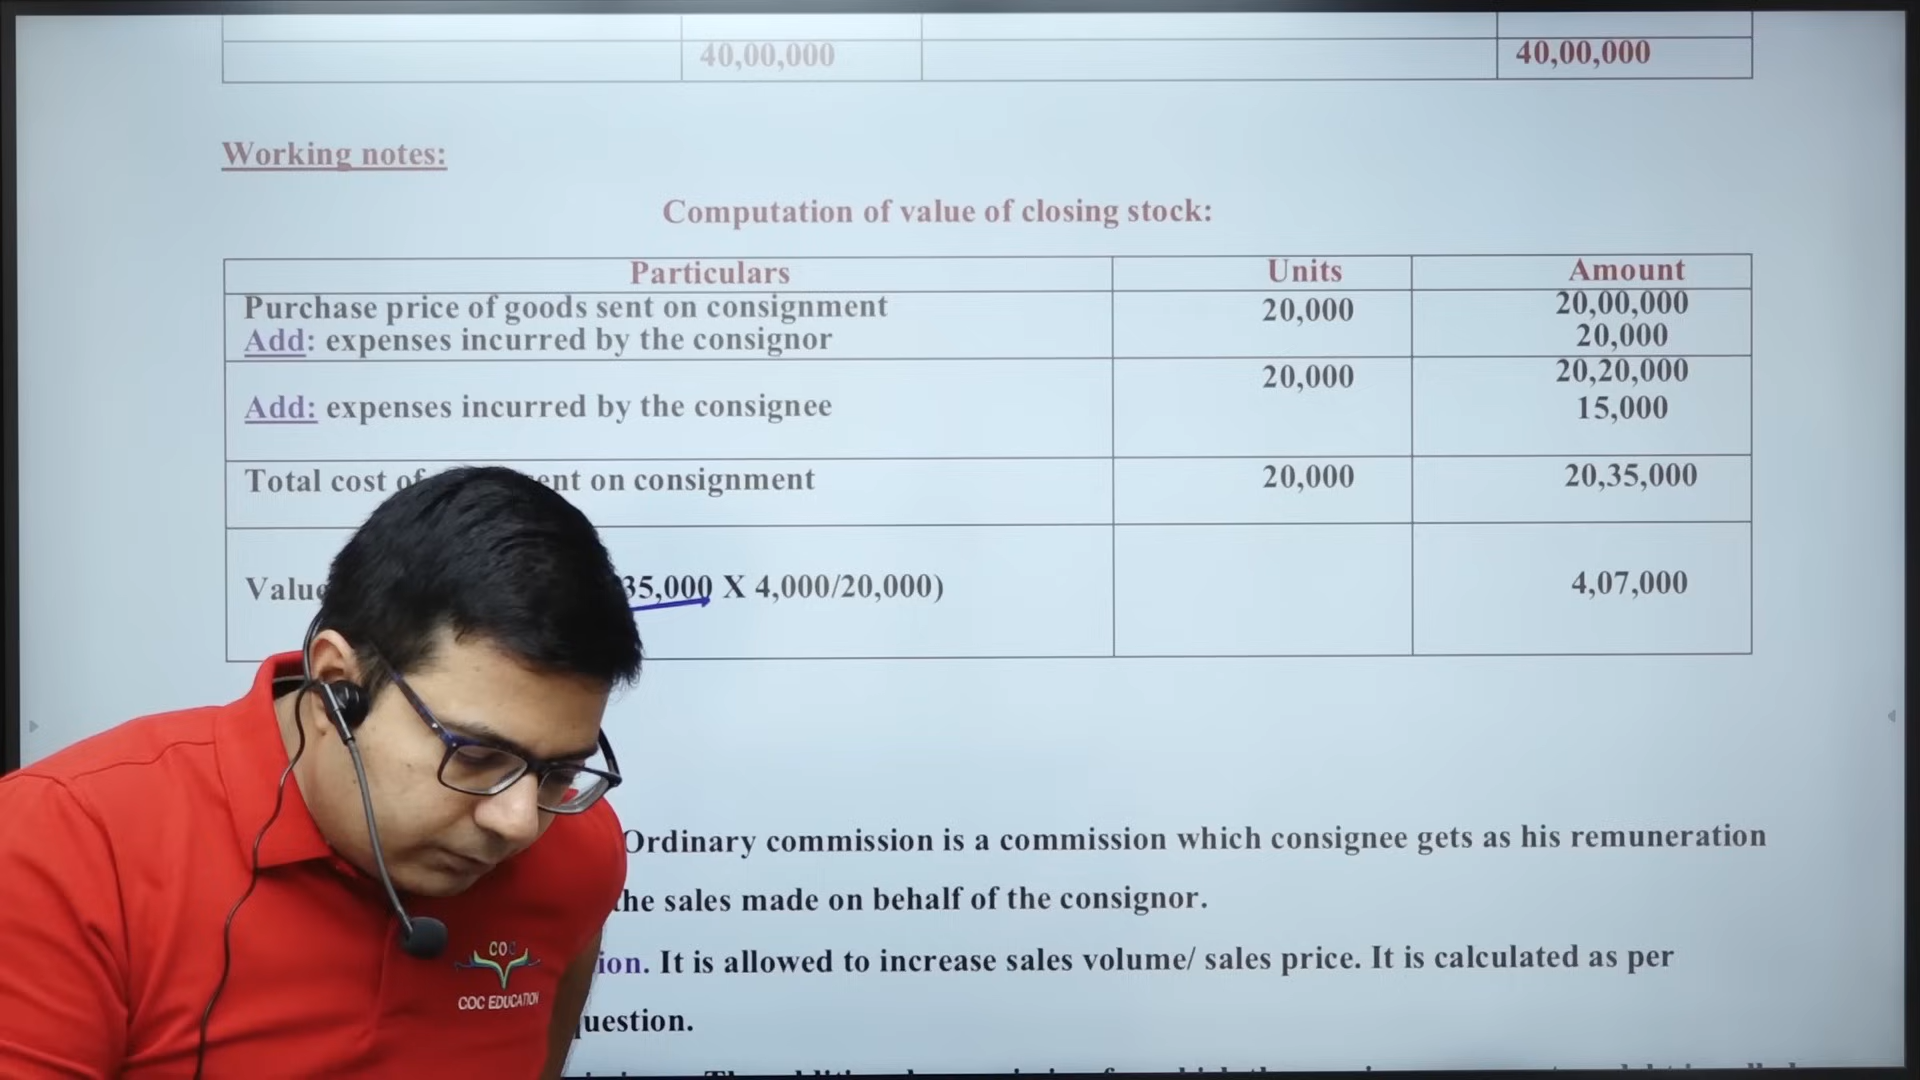 40,00,000 40,00,000
Working notes:
Computation of value of closing stock:
Particulars Units Amount
Purchase price of goods sent on consignment 20,000 20,00,000
Add: expenses incurred by the consignor 20,000
20,000 20,20,000
Add: expenses incurred by the consignee 15,000
Total cost of ent on consignment 20,000 20,35,000
Value 35,000 X 4,000/20,000) 4,07,000
Ordinary commission is a commission which consignee gets as his remuneration
the sales made on behalf of the consignor.
ion. It is allowed to increase sales volume/ sales price. It is calculated as per
uestion.
COC
COC EDUCATION